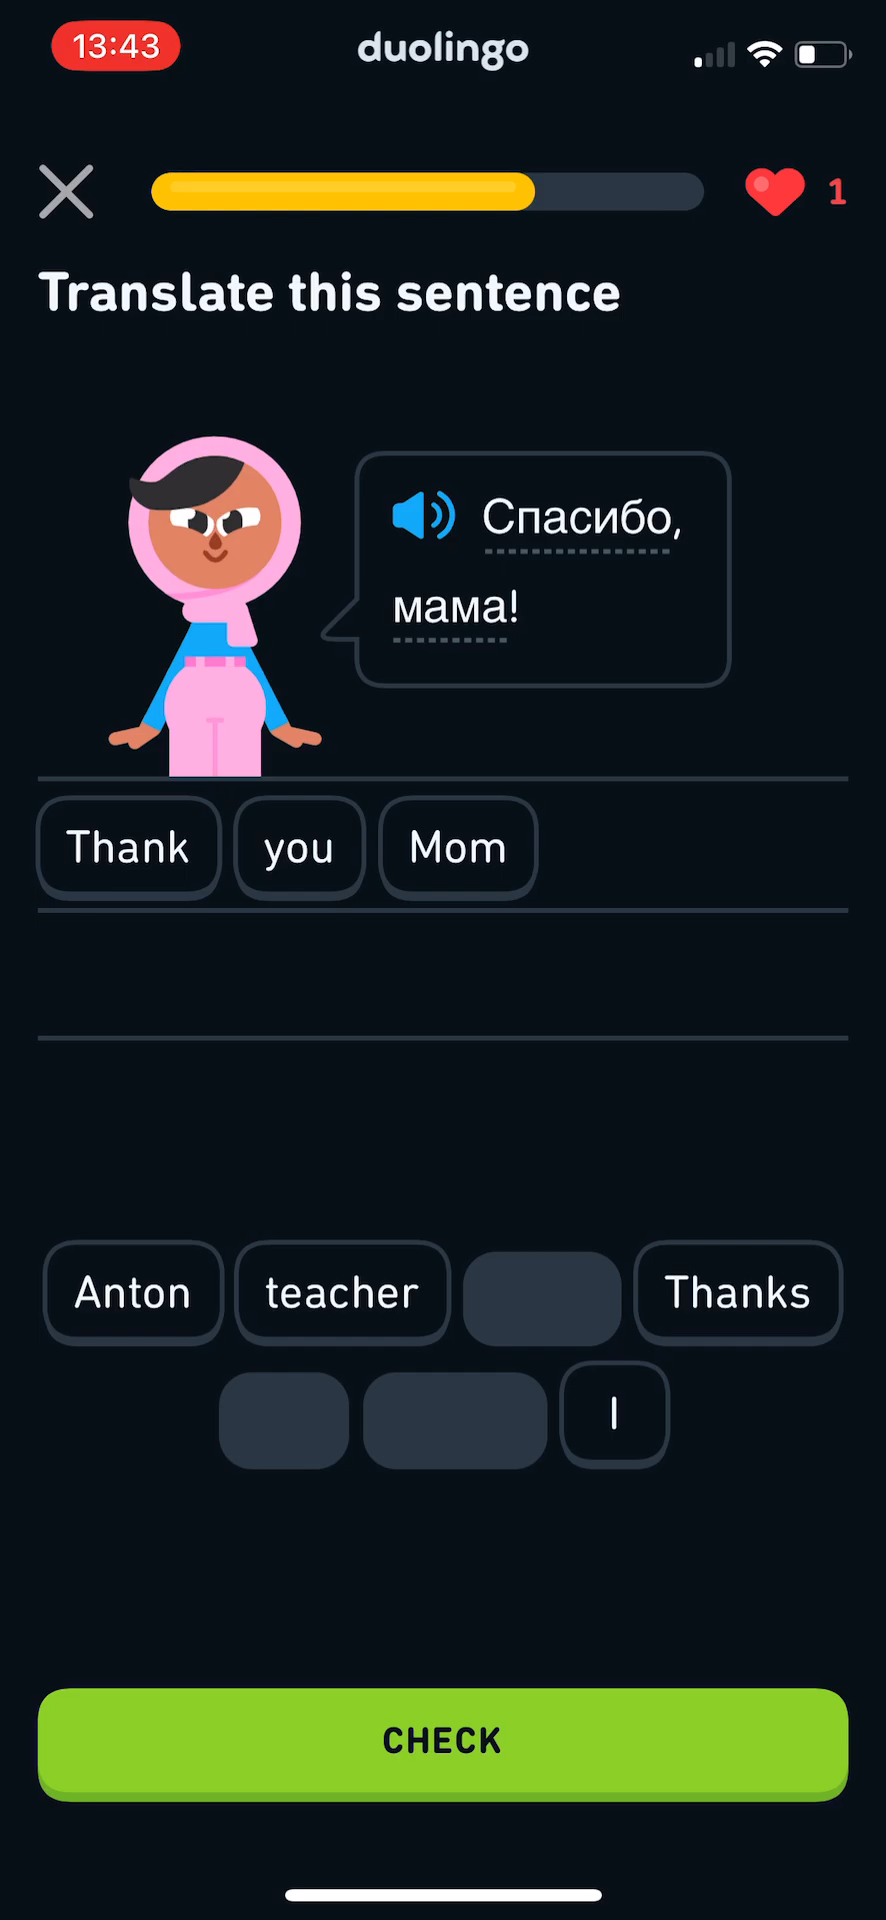 13:43
duolingo
1
Translate this sentence
Спасибо,
мама!
Thank you Mom
Anton teacher Thanks
I
CHECK